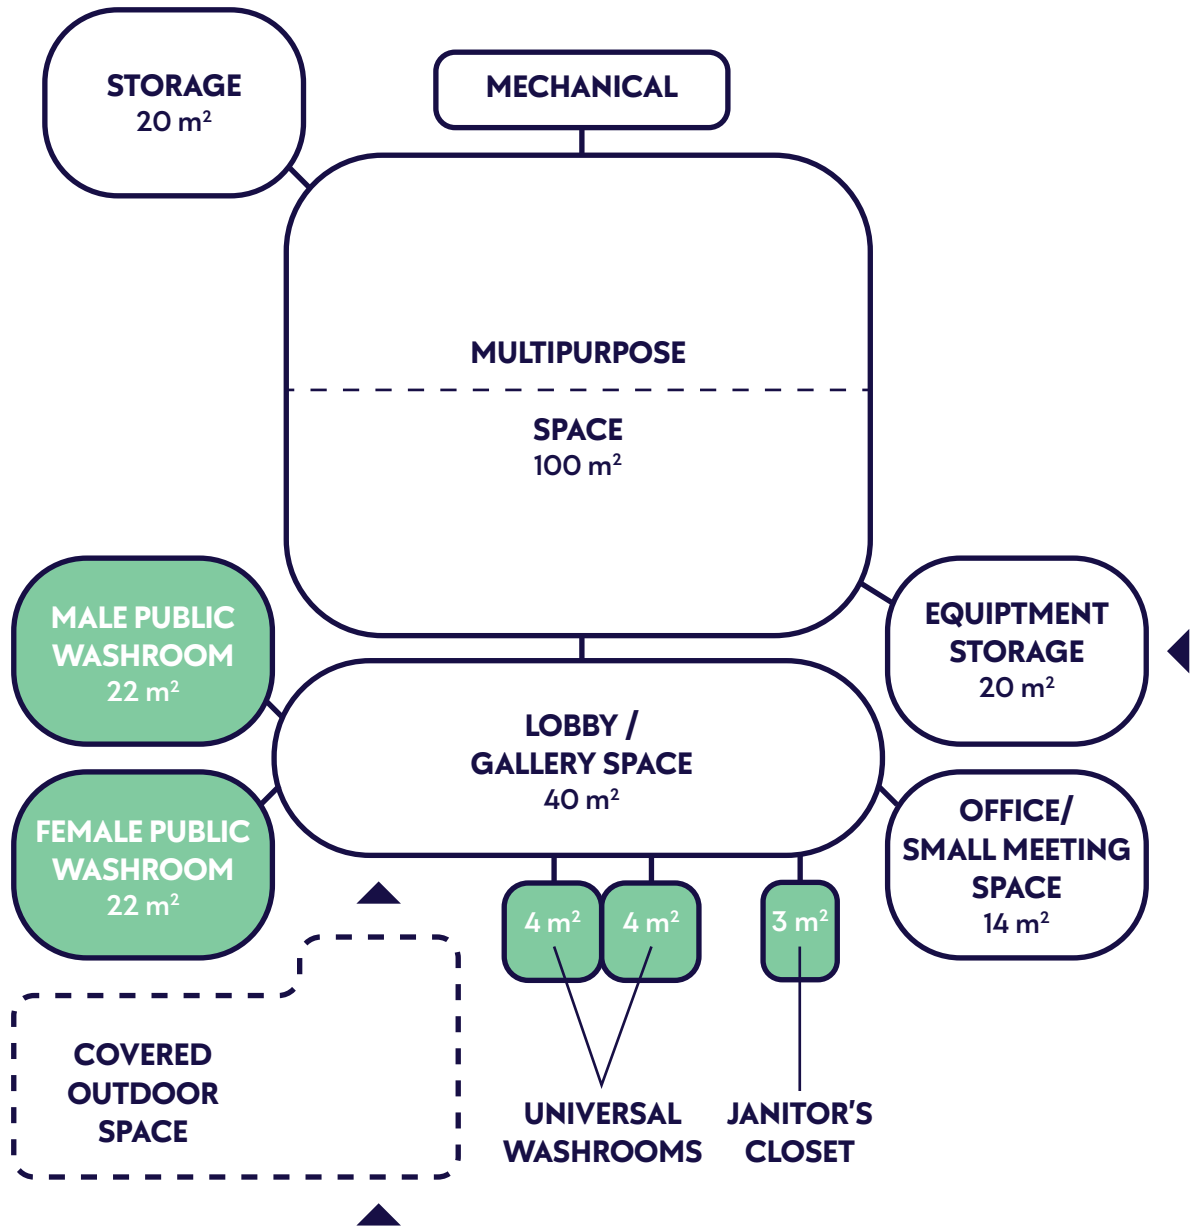 STORAGE
20 m²
MECHANICAL
MULTIPURPOSE
SPACE
100 m²
MALE PUBLIC
WASHROOM
22 m²
EQUIPTMENT
STORAGE
20 m²
LOBBY /
GALLERY SPACE
40 m²
FEMALE PUBLIC
WASHROOM
22 m²
OFFICE/
SMALL MEETING
SPACE
14 m²
4 m²
4 m²
3 m²
COVERED
OUTDOOR
SPACE
UNIVERSAL
WASHROOMS
JANITOR'S
CLOSET